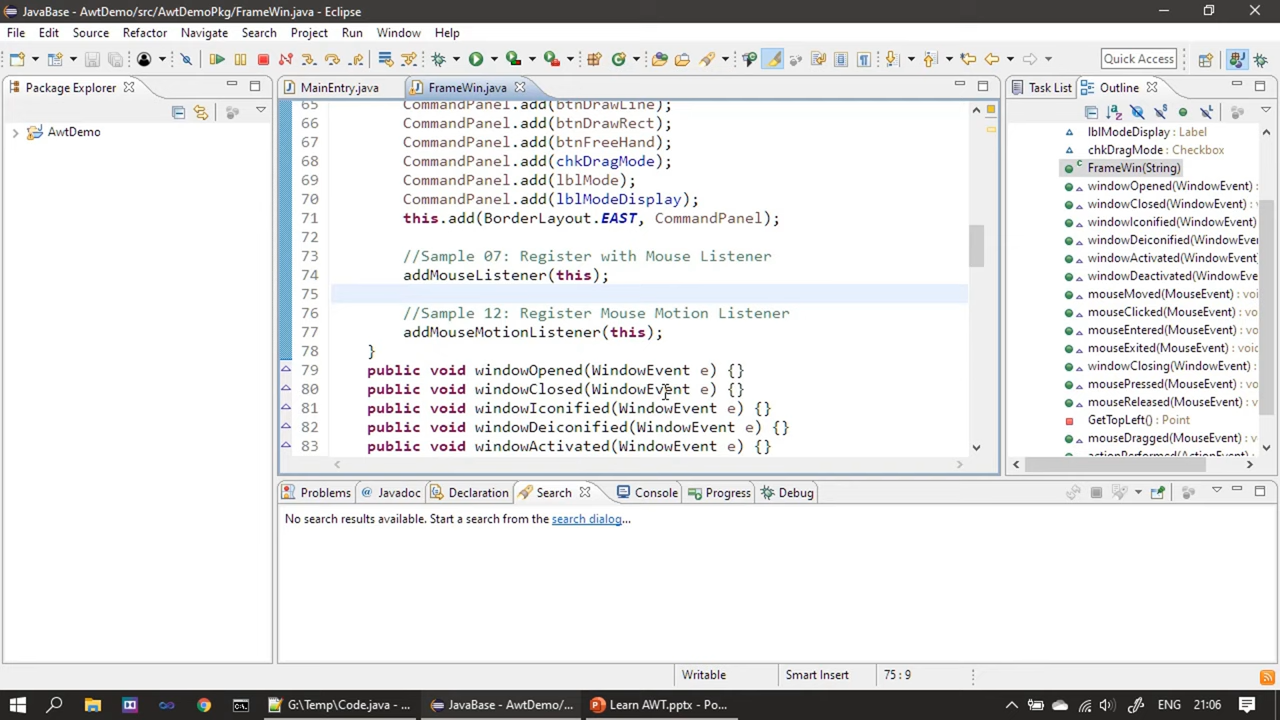 JavaBase - AwtDemo/src/AwtDemoPkg/FrameWin.java - Eclipse
File Edit Source Refactor Navigate Search Project Run Window Help
Quick Access
Package Explorer
AwtDemo
MainEntry.java
FrameWin.java
65 CommandPanel.add(btnDrawLine);
66 CommandPanel.add(btnDrawRect);
67 CommandPanel.add(btnFreeHand);
68 CommandPanel.add(chkDragMode);
69 CommandPanel.add(lblMode);
70 CommandPanel.add(lblModeDisplay);
71 this.add(BorderLayout.EAST, CommandPanel);
72
73 //Sample 07: Register with Mouse Listener
74 addMouseListener(this);
75
76 //Sample 12: Register Mouse Motion Listener
77 addMouseMotionListener(this);
78 }
79 public void windowOpened(WindowEvent e) {}
80 public void windowClosed(WindowEvent e) {}
81 public void windowIconified(WindowEvent e) {}
82 public void windowDeiconified(WindowEvent e) {}
83 public void windowActivated(WindowEvent e) {}
Task List
Outline
lblModeDisplay : Label
chkDragMode : Checkbox
FrameWin(String)
windowOpened(WindowEvent)
windowClosed(WindowEvent)
windowIconified(WindowEvent)
windowDeiconified(WindowEvent)
windowActivated(WindowEvent)
windowDeactivated(WindowEvent)
mouseMoved(MouseEvent) : void
mouseClicked(MouseEvent) : void
mouseEntered(MouseEvent) : void
mouseExited(MouseEvent) : void
windowClosing(WindowEvent)
mousePressed(MouseEvent) : void
mouseReleased(MouseEvent) :
GetTopLeft() : Point
mouseDragged(MouseEvent) :
actionPerformed(ActionEvent)
Problems Javadoc Declaration Search Console Progress Debug
No search results available. Start a search from the search dialog...
Writable Smart Insert 75 : 9
G:\Temp\Code.java - ...
JavaBase - AwtDemo/...
Learn AWT.pptx - Po...
ENG 21:06